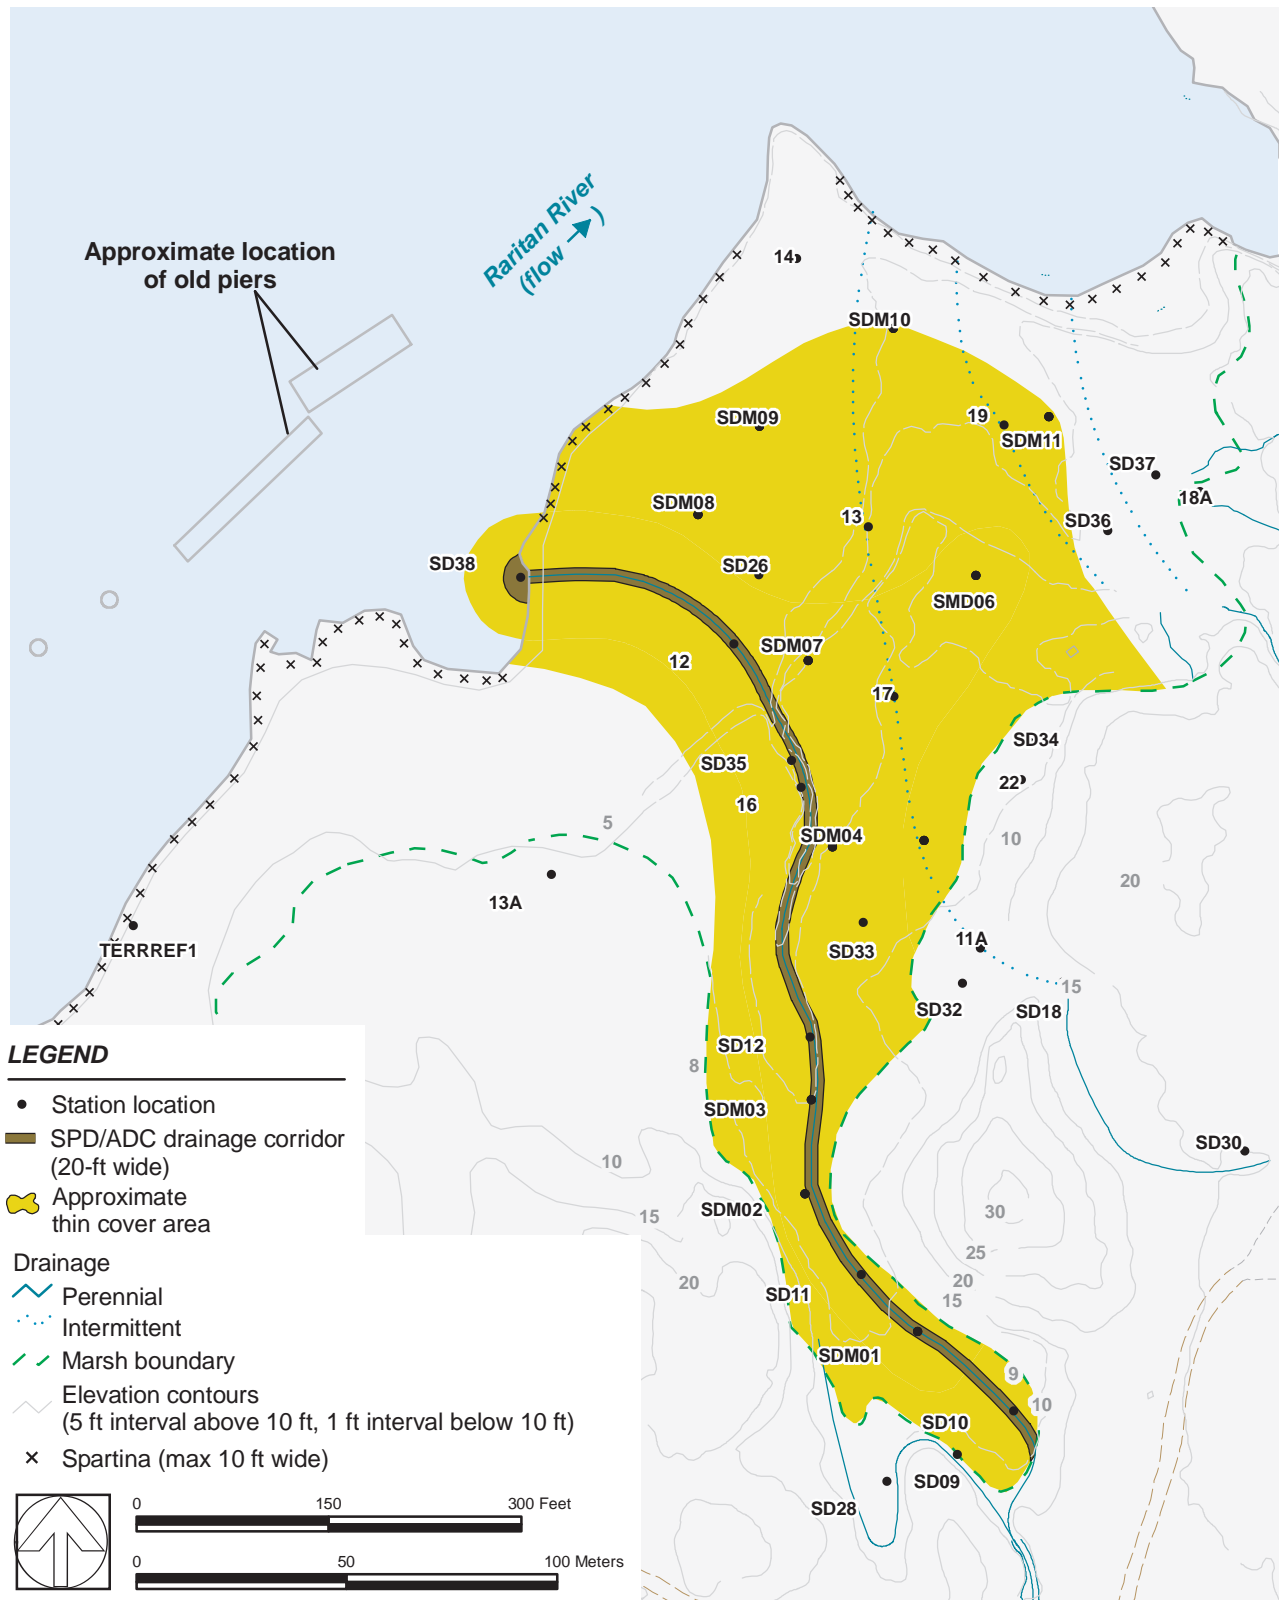 Approximate location
of old piers
Raritan River
(flow → )
14
SDM10
SDM09
19
SDM11
SD37
18A
SDM08
13
SD36
SD38
SD26
SMD06
12
SDM07
17
SD34
SD35
22
16
5
SDM04
10
20
13A
TERRREF1
SD33
11A
15
SD32
SD18
SD12
8
SDM03
SD30
10
15
SDM02
30
25
20
20
15
SD11
SDM01
9
10
SD10
SD09
SD28
LEGEND
Station location
SPD/ADC drainage corridor
(20-ft wide)
Approximate
thin cover area
Drainage
Perennial
Intermittent
Marsh boundary
Elevation contours
(5 ft interval above 10 ft, 1 ft interval below 10 ft)
Spartina (max 10 ft wide)
0 150 300 Feet
0 50 100 Meters